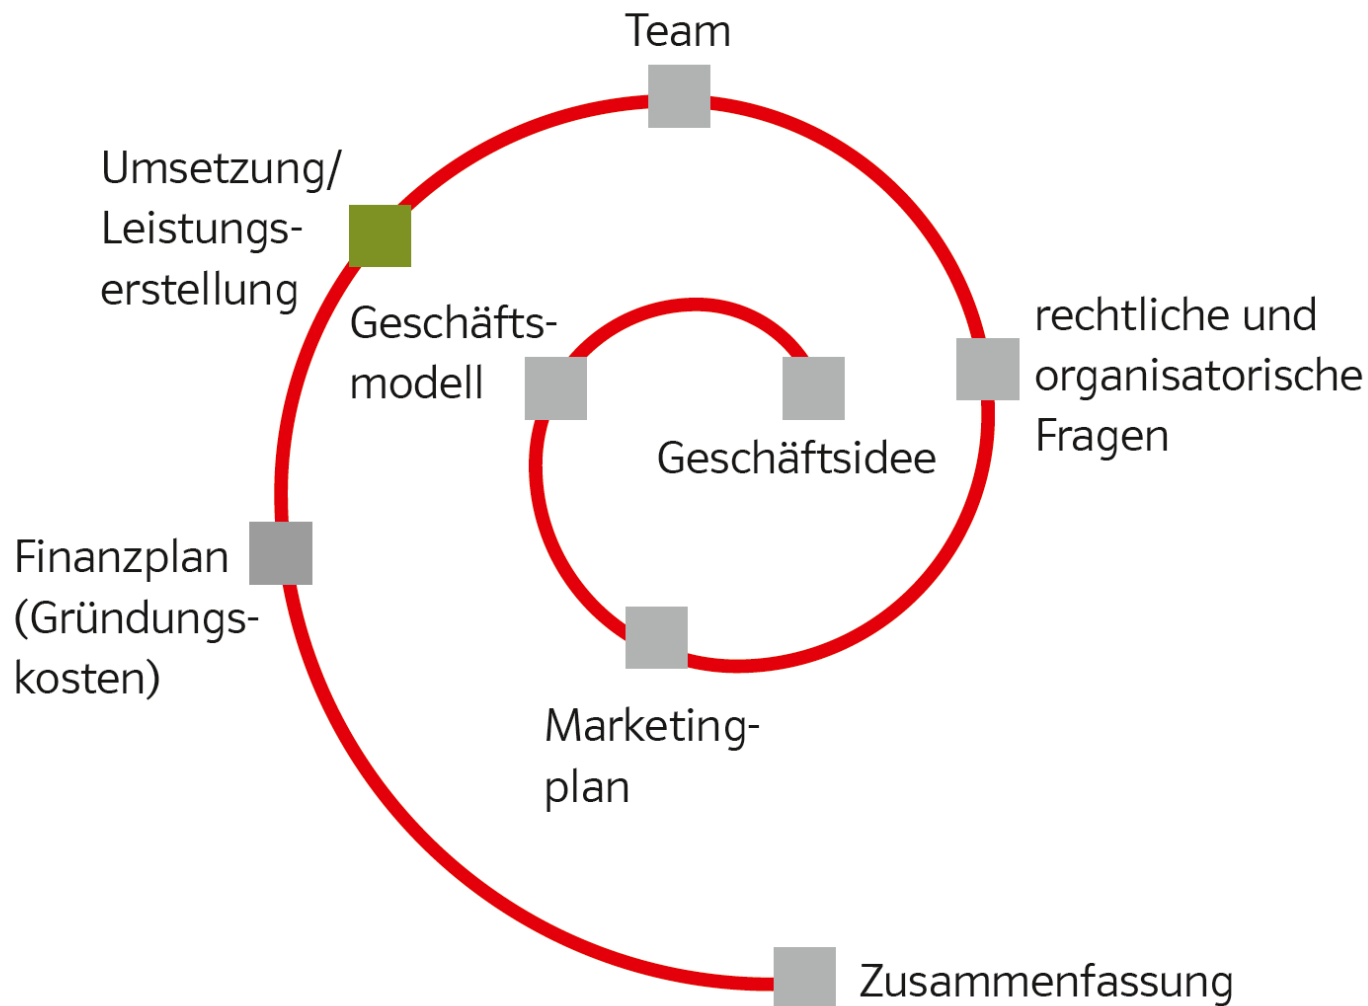 Team
Umsetzung/
Leistungs-
erstellung
Geschäfts-
modell
Geschäftsidee
rechtliche und
organisatorische
Fragen
Finanzplan
(Gründungs-
kosten)
Marketing-
plan
Zusammenfassung